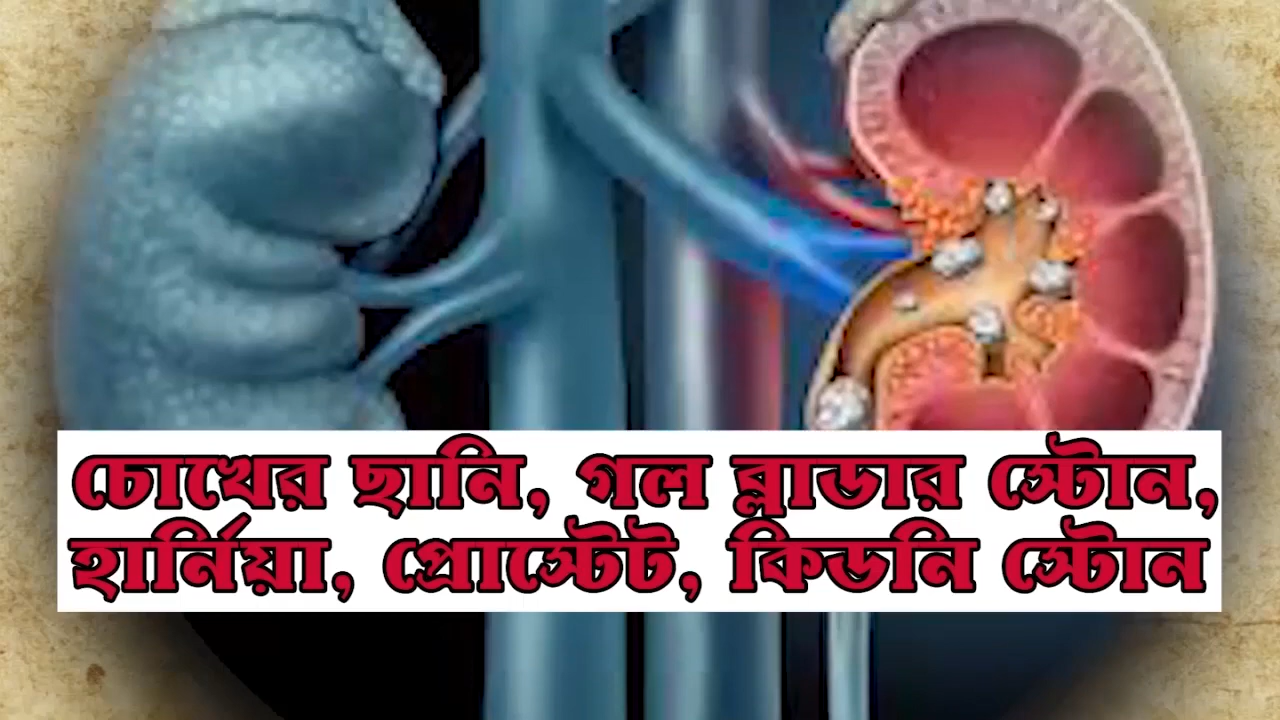 চোখের ছানি, গল ব্লাডার স্টোন,
হার্নিয়া, প্রোস্টেট, কিডনি স্টোন